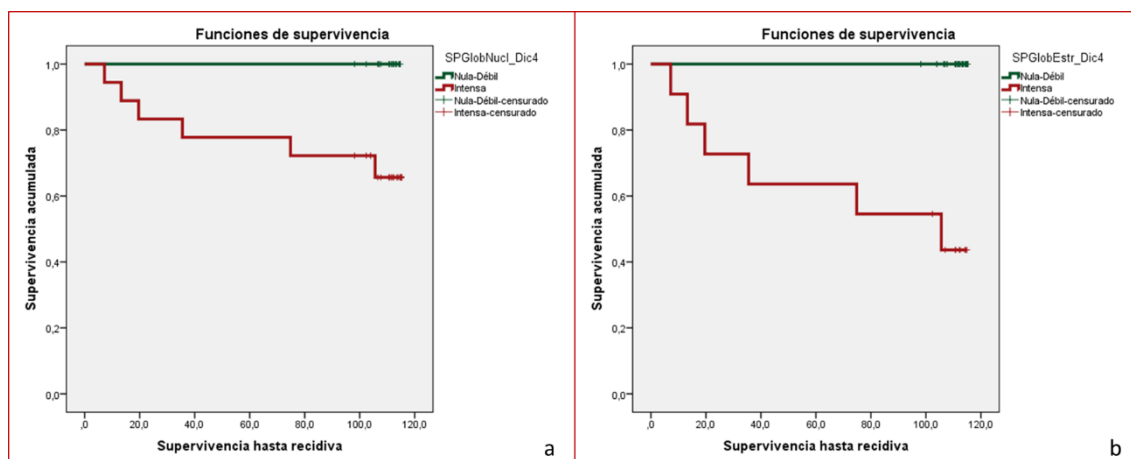 Funciones de supervivencia
SPGlobNucl_Dic4
Nula-Débil
Intensa
Nula-Débil-censurado
Intensa-censurado
Supervivencia acumulada
1,0
0,8
0,6
0,4
0,2
0,0
,0 20,0 40,0 60,0 80,0 100,0 120,0
Supervivencia hasta recidiva
a
Funciones de supervivencia
SPGlobEstr_Dic4
Nula-Débil
Intensa
Nula-Débil-censurado
Intensa-censurado
Supervivencia acumulada
1,0
0,8
0,6
0,4
0,2
0,0
,0 20,0 40,0 60,0 80,0 100,0 120,0
Supervivencia hasta recidiva
b